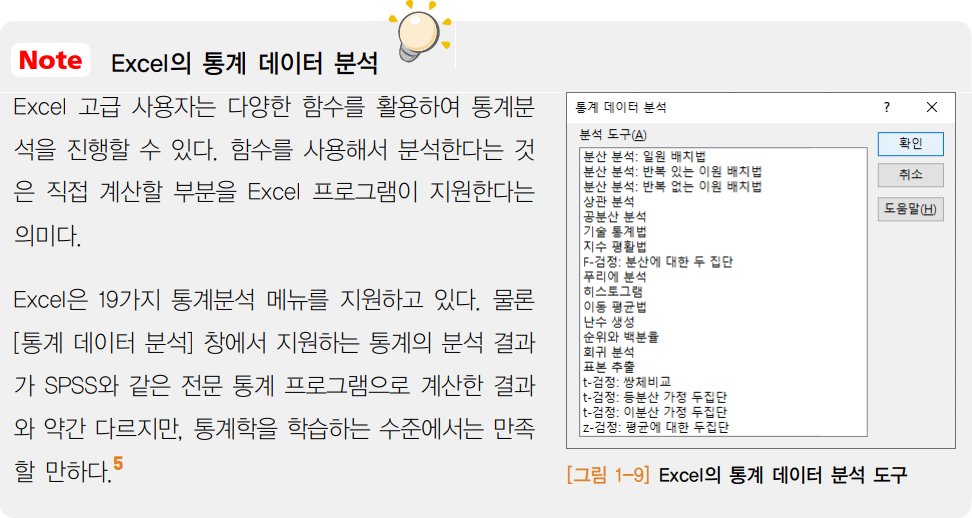 Note Excel의 통계 데이터 분석
Excel 고급 사용자는 다양한 함수를 활용하여 통계분
석을 진행할 수 있다. 함수를 사용해서 분석한다는 것
은 직접 계산할 부분을 Excel 프로그램이 지원한다는
의미다.
Excel은 19가지 통계분석 메뉴를 지원하고 있다. 물론
[통계 데이터 분석] 창에서 지원하는 통계의 분석 결과
가 SPSS와 같은 전문 통계 프로그램으로 계산한 결과
와 약간 다르지만, 통계학을 학습하는 수준에서는 만족
할 만하다.5
통계 데이터 분석 ? ×
분석 도구(A)
분산 분석: 일원 배치법
분산 분석: 반복 있는 이원 배치법
분산 분석: 반복 없는 이원 배치법
상관 분석
공분산 분석
기술 통계법
지수 평활법
F-검정: 분산에 대한 두 집단
푸리에 분석
히스토그램
이동 평균법
난수 생성
순위와 백분율
회귀 분석
표본 추출
t-검정: 쌍체비교
t-검정: 등분산 가정 두집단
t-검정: 이분산 가정 두집단
z-검정: 평균에 대한 두집단
확인
취소
도움말(H)
[그림 1-9] Excel의 통계 데이터 분석 도구